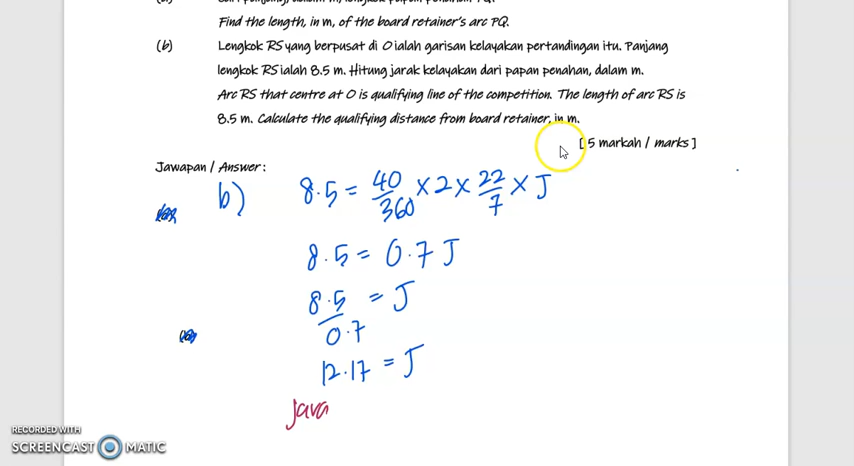 Find the length, in m, of the board retainer's arc PQ.
(b) Lengkok RS yang berpusat di O ialah garisan kelayakan pertandingan itu. Panjang
lengkok RS ialah 8.5 m. Hitung jarak kelayakan dari papan penahan, dalam m.
Arc RS that centre at O is qualifying line of the competition. The length of arc RS is
8.5 m. Calculate the qualifying distance from board retainer, in m.
[ 5 markah / marks ]
Jawapan / Answer :
b) 8.5 = 40/360 × 2 × 22/7 × J
8.5 = 0.7 J
8.5/0.7 = J
12.17 = J
Jara
RECORDED WITH
SCREENCAST MATIC